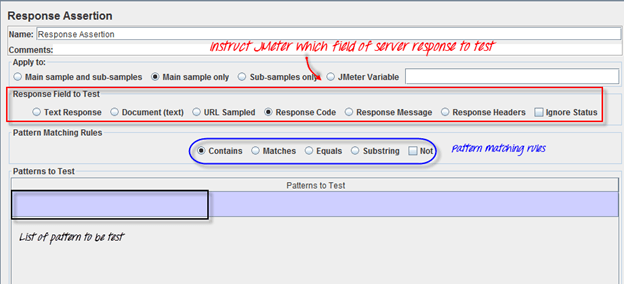 Response Assertion
Name: Response Assertion
Comments:
Instruct JMeter which field of server response to test
Apply to:
Main sample and sub-samples Main sample only Sub-samples only JMeter Variable
Response Field to Test
Text Response Document (text) URL Sampled Response Code Response Message Response Headers Ignore Status
Pattern Matching Rules
Contains Matches Equals Substring Not
Pattern matching rules
Patterns to Test
Patterns to Test
List of pattern to be test